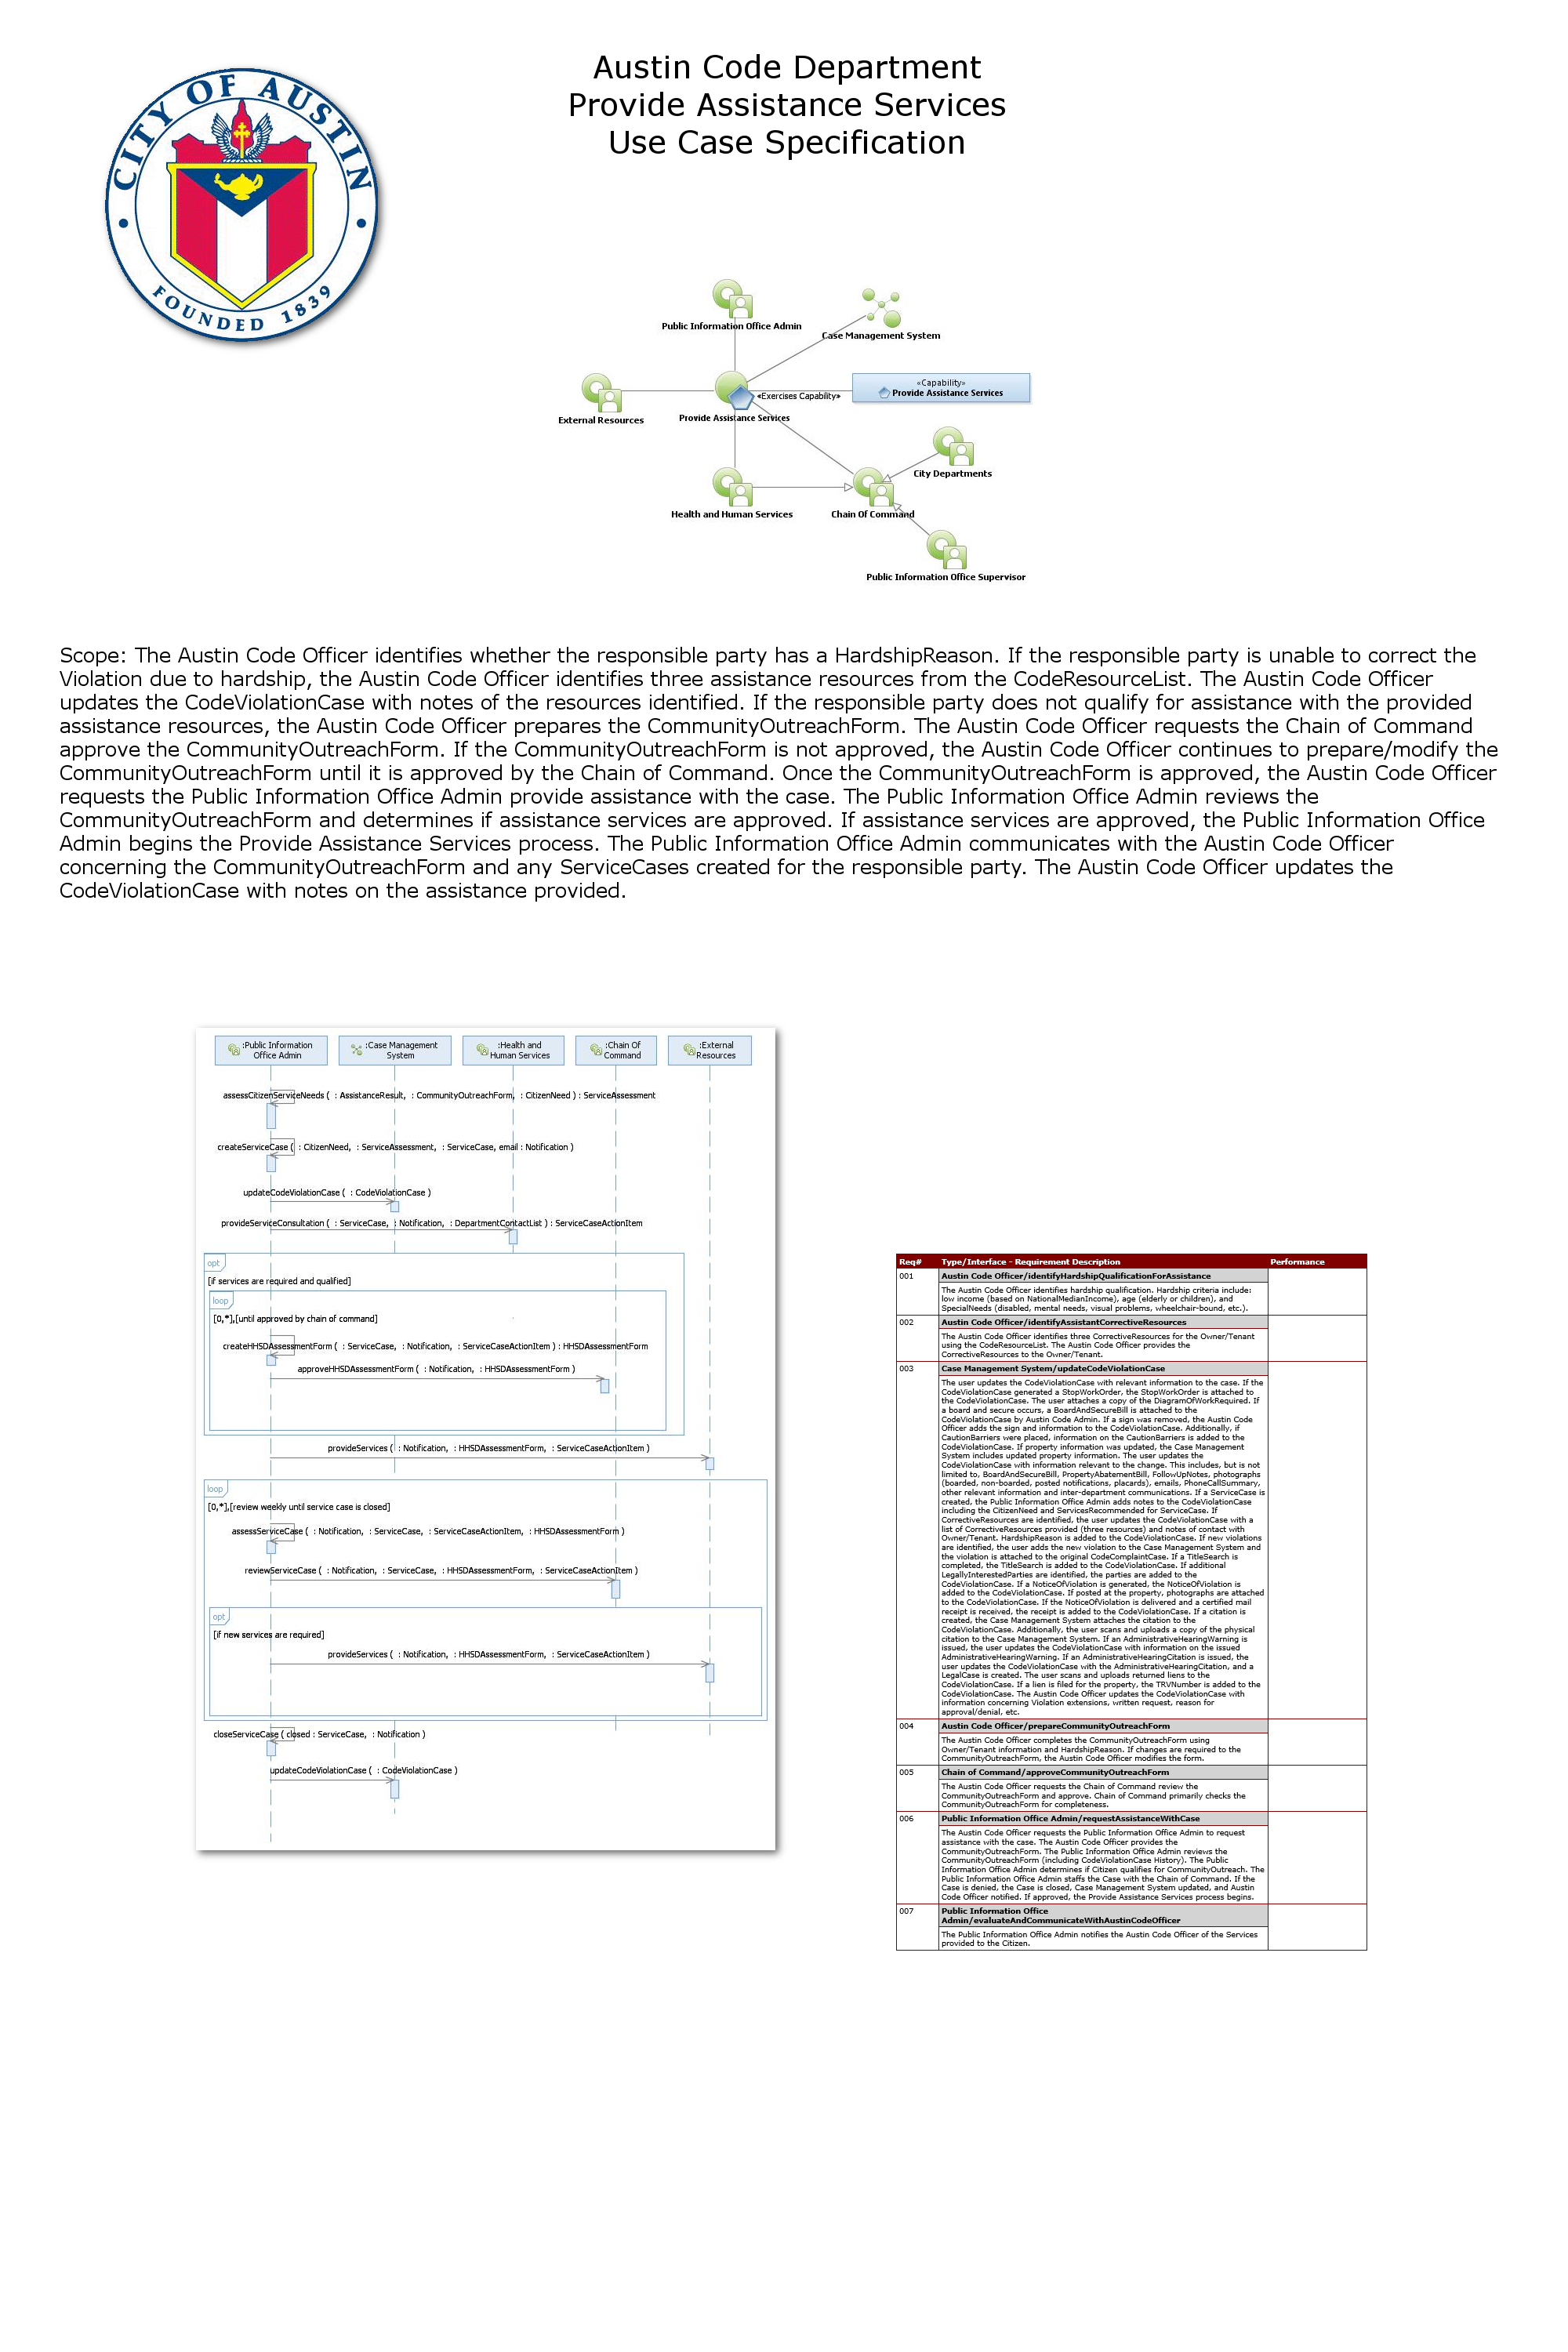 CITY OF AUSTIN
FOUNDED 1839
Austin Code Department
Provide Assistance Services
Use Case Specification
Public Information Office Admin
Case Management System
External Resources
Provide Assistance Services
«Exercises Capability»
«Capability»
Provide Assistance Services
City Departments
Health and Human Services
Chain Of Command
Public Information Office Supervisor
Scope: The Austin Code Officer identifies whether the responsible party has a HardshipReason. If the responsible party is unable to correct the
Violation due to hardship, the Austin Code Officer identifies three assistance resources from the CodeResourceList. The Austin Code Officer
updates the CodeViolationCase with notes of the resources identified. If the responsible party does not qualify for assistance with the provided
assistance resources, the Austin Code Officer prepares the CommunityOutreachForm. The Austin Code Officer requests the Chain of Command
approve the CommunityOutreachForm. If the CommunityOutreachForm is not approved, the Austin Code Officer continues to prepare/modify the
CommunityOutreachForm until it is approved by the Chain of Command. Once the CommunityOutreachForm is approved, the Austin Code Officer
requests the Public Information Office Admin provide assistance with the case. The Public Information Office Admin reviews the
CommunityOutreachForm and determines if assistance services are approved. If assistance services are approved, the Public Information Office
Admin begins the Provide Assistance Services process. The Public Information Office Admin communicates with the Austin Code Officer
concerning the CommunityOutreachForm and any ServiceCases created for the responsible party. The Austin Code Officer updates the
CodeViolationCase with notes on the assistance provided.
:Public Information
Office Admin
:Case Management
System
:Health and
Human Services
:Chain Of
Command
:External
Resources
assessCitizenServiceNeeds ( : AssistanceResult, : CommunityOutreachForm, : CitizenNeed ) : ServiceAssessment
createServiceCase ( : CitizenNeed, : ServiceAssessment, : ServiceCase, email : Notification )
updateCodeViolationCase ( : CodeViolationCase )
provideServiceConsultation ( : ServiceCase, : Notification, : DepartmentContactList ) : ServiceCaseActionItem
opt
[if services are required and qualified]
loop
[0,*],[until approved by chain of command]
createHHSDAssessmentForm ( : ServiceCase, : Notification, : ServiceCaseActionItem ) : HHSDAssessmentForm
approveHHSDAssessmentForm ( : Notification, : HHSDAssessmentForm )
provideServices ( : Notification, : HHSDAssessmentForm, : ServiceCaseActionItem )
loop
[0,*],[review weekly until service case is closed]
assessServiceCase ( : Notification, : ServiceCase, : ServiceCaseActionItem, : HHSDAssessmentForm )
reviewServiceCase ( : Notification, : ServiceCase, : HHSDAssessmentForm, : ServiceCaseActionItem )
opt
[if new services are required]
provideServices ( : Notification, : HHSDAssessmentForm, : ServiceCaseActionItem )
closeServiceCase ( closed : ServiceCase, : Notification )
updateCodeViolationCase ( : CodeViolationCase )
Req# Type/Interface - Requirement Description Performance
001 Austin Code Officer/identifyHardshipQualificationForAssistance
The Austin Code Officer identifies hardship qualification. Hardship criteria include:
low income (based on NationalMedianIncome), age (elderly or children), and
SpecialNeeds (disabled, mental needs, visual problems, wheelchair-bound, etc.).
002 Austin Code Officer/identifyAssistantCorrectiveResources
The Austin Code Officer identifies three CorrectiveResources for the Owner/Tenant
using the CodeResourceList. The Austin Code Officer provides the
CorrectiveResources to the Owner/Tenant.
003 Case Management System/updateCodeViolationCase
The user updates the CodeViolationCase with relevant information to the case. If the
CodeViolationCase generated a StopWorkOrder, the StopWorkOrder is attached to
the CodeViolationCase. The user attaches a copy of the DiagramOfWorkRequired. If
a board and secure occurs, a BoardAndSecureBill is attached to the
CodeViolationCase by Austin Code Admin. If a sign was removed, the Austin Code
Officer adds the sign and information to the CodeViolationCase. Additionally, if
CautionBarriers were placed, information on the CautionBarriers is added to the
CodeViolationCase. If property information was updated, the Case Management
System includes updated property information. The user updates the
CodeViolationCase with information relevant to the change. This includes, but is not
limited to, BoardAndSecureBill, PropertyAbatementBill, FollowUpNotes, photographs
(boarded, non-boarded, posted notifications, placards), emails, PhoneCallSummary,
other relevant information and inter-department communications. If a ServiceCase is
created, the Public Information Office Admin adds notes to the CodeViolationCase
including the CitizenNeed and ServicesRecommended for ServiceCase. If
CorrectiveResources are identified, the user updates the CodeViolationCase with a
list of CorrectiveResources provided (three resources) and notes of contact with
Owner/Tenant. HardshipReason is added to the CodeViolationCase. If new violations
are identified, the user adds the new violation to the Case Management System and
the violation is attached to the original CodeComplaintCase. If a TitleSearch is
completed, the TitleSearch is added to the CodeViolationCase. If additional
LegallyInterestedParties are identified, the parties are added to the
CodeViolationCase. If a NoticeOfViolation is generated, the NoticeOfViolation is
added to the CodeViolationCase. If posted at the property, photographs are attached
to the CodeViolationCase. If the NoticeOfViolation is delivered and a certified mail
receipt is received, the receipt is added to the CodeViolationCase. If a citation is
created, the Case Management System attaches the citation to the
CodeViolationCase. Additionally, the user scans and uploads a copy of the physical
citation to the Case Management System. If an AdministrativeHearingWarning is
issued, the user updates the CodeViolationCase with information on the issued
AdministrativeHearingWarning. If an AdministrativeHearingCitation is issued, the
user updates the CodeViolationCase with the AdministrativeHearingCitation, and a
LegalCase is created. The user scans and uploads returned liens to the
CodeViolationCase. If a lien is filed for the property, the TRVNumber is added to the
CodeViolationCase. The Austin Code Officer updates the CodeViolationCase with
information concerning Violation extensions, written request, reason for
approval/denial, etc.
004 Austin Code Officer/prepareCommunityOutreachForm
The Austin Code Officer completes the CommunityOutreachForm using
Owner/Tenant information and HardshipReason. If changes are required to the
CommunityOutreachForm, the Austin Code Officer modifies the form.
005 Chain of Command/approveCommunityOutreachForm
The Austin Code Officer requests the Chain of Command review the
CommunityOutreachForm and approve. Chain of Command primarily checks the
CommunityOutreachForm for completeness.
006 Public Information Office Admin/requestAssistanceWithCase
The Austin Code Officer requests the Public Information Office Admin to request
assistance with the case. The Austin Code Officer provides the
CommunityOutreachForm. The Public Information Office Admin reviews the
CommunityOutreachForm (including CodeViolationCase History). The Public
Information Office Admin determines if Citizen qualifies for CommunityOutreach. The
Public Information Office Admin staffs the Case with the Chain of Command. If the
Case is denied, the Case is closed, Case Management System updated, and Austin
Code Officer notified. If approved, the Provide Assistance Services process begins.
007 Public Information Office
Admin/evaluateAndCommunicateWithAustinCodeOfficer
The Public Information Office Admin notifies the Austin Code Officer of the Services
provided to the Citizen.